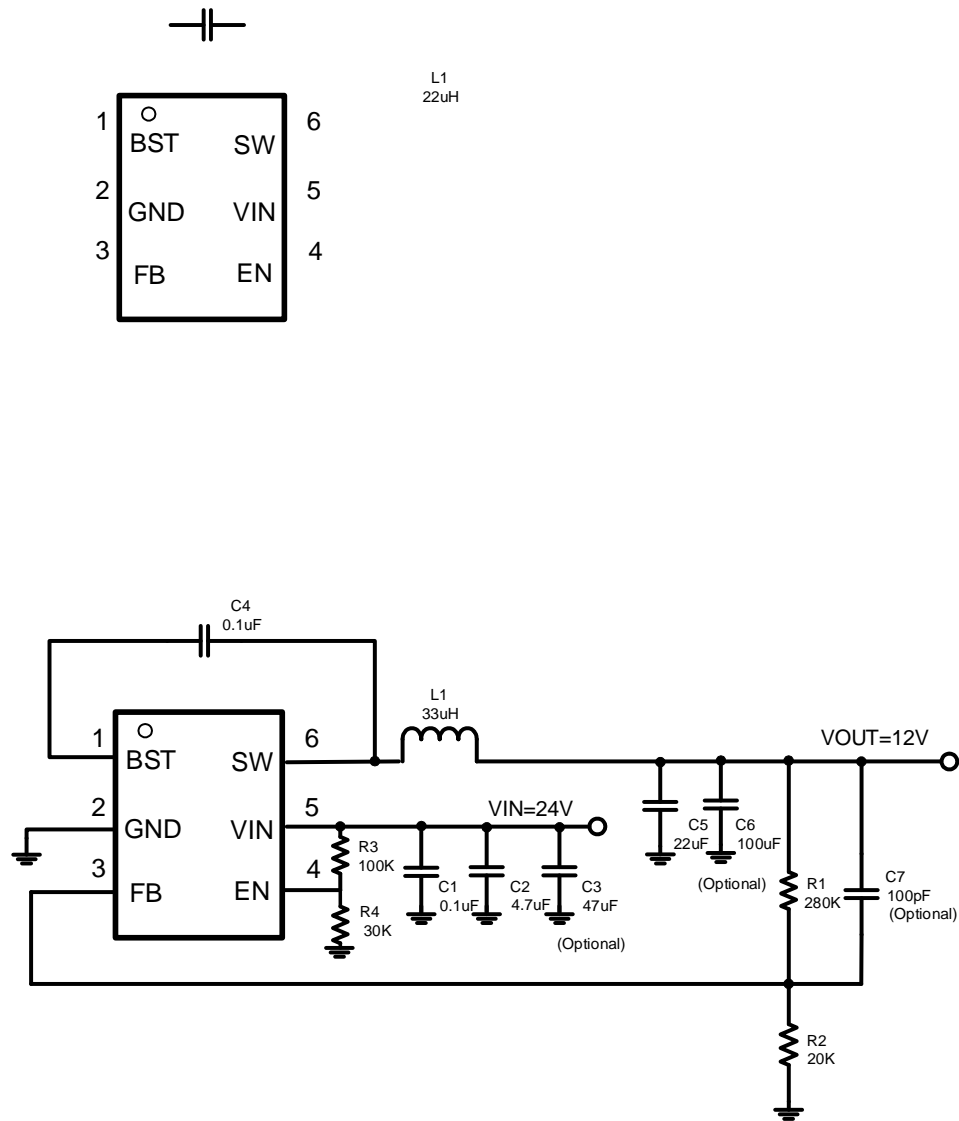 L1
22uH
1
6
BST
SW
2
5
GND
VIN
3
4
FB
EN
C4
0.1uF
L1
33uH
VOUT=12V
1
6
BST
SW
2
5
VIN=24V
GND
VIN
3
4
R3
100K
C5
22uF
C6
100uF
FB
EN
C1
0.1uF
C2
4.7uF
C3
47uF
(Optional)
R1
280K
C7
100pF
(Optional)
R4
30K
(Optional)
R2
20K